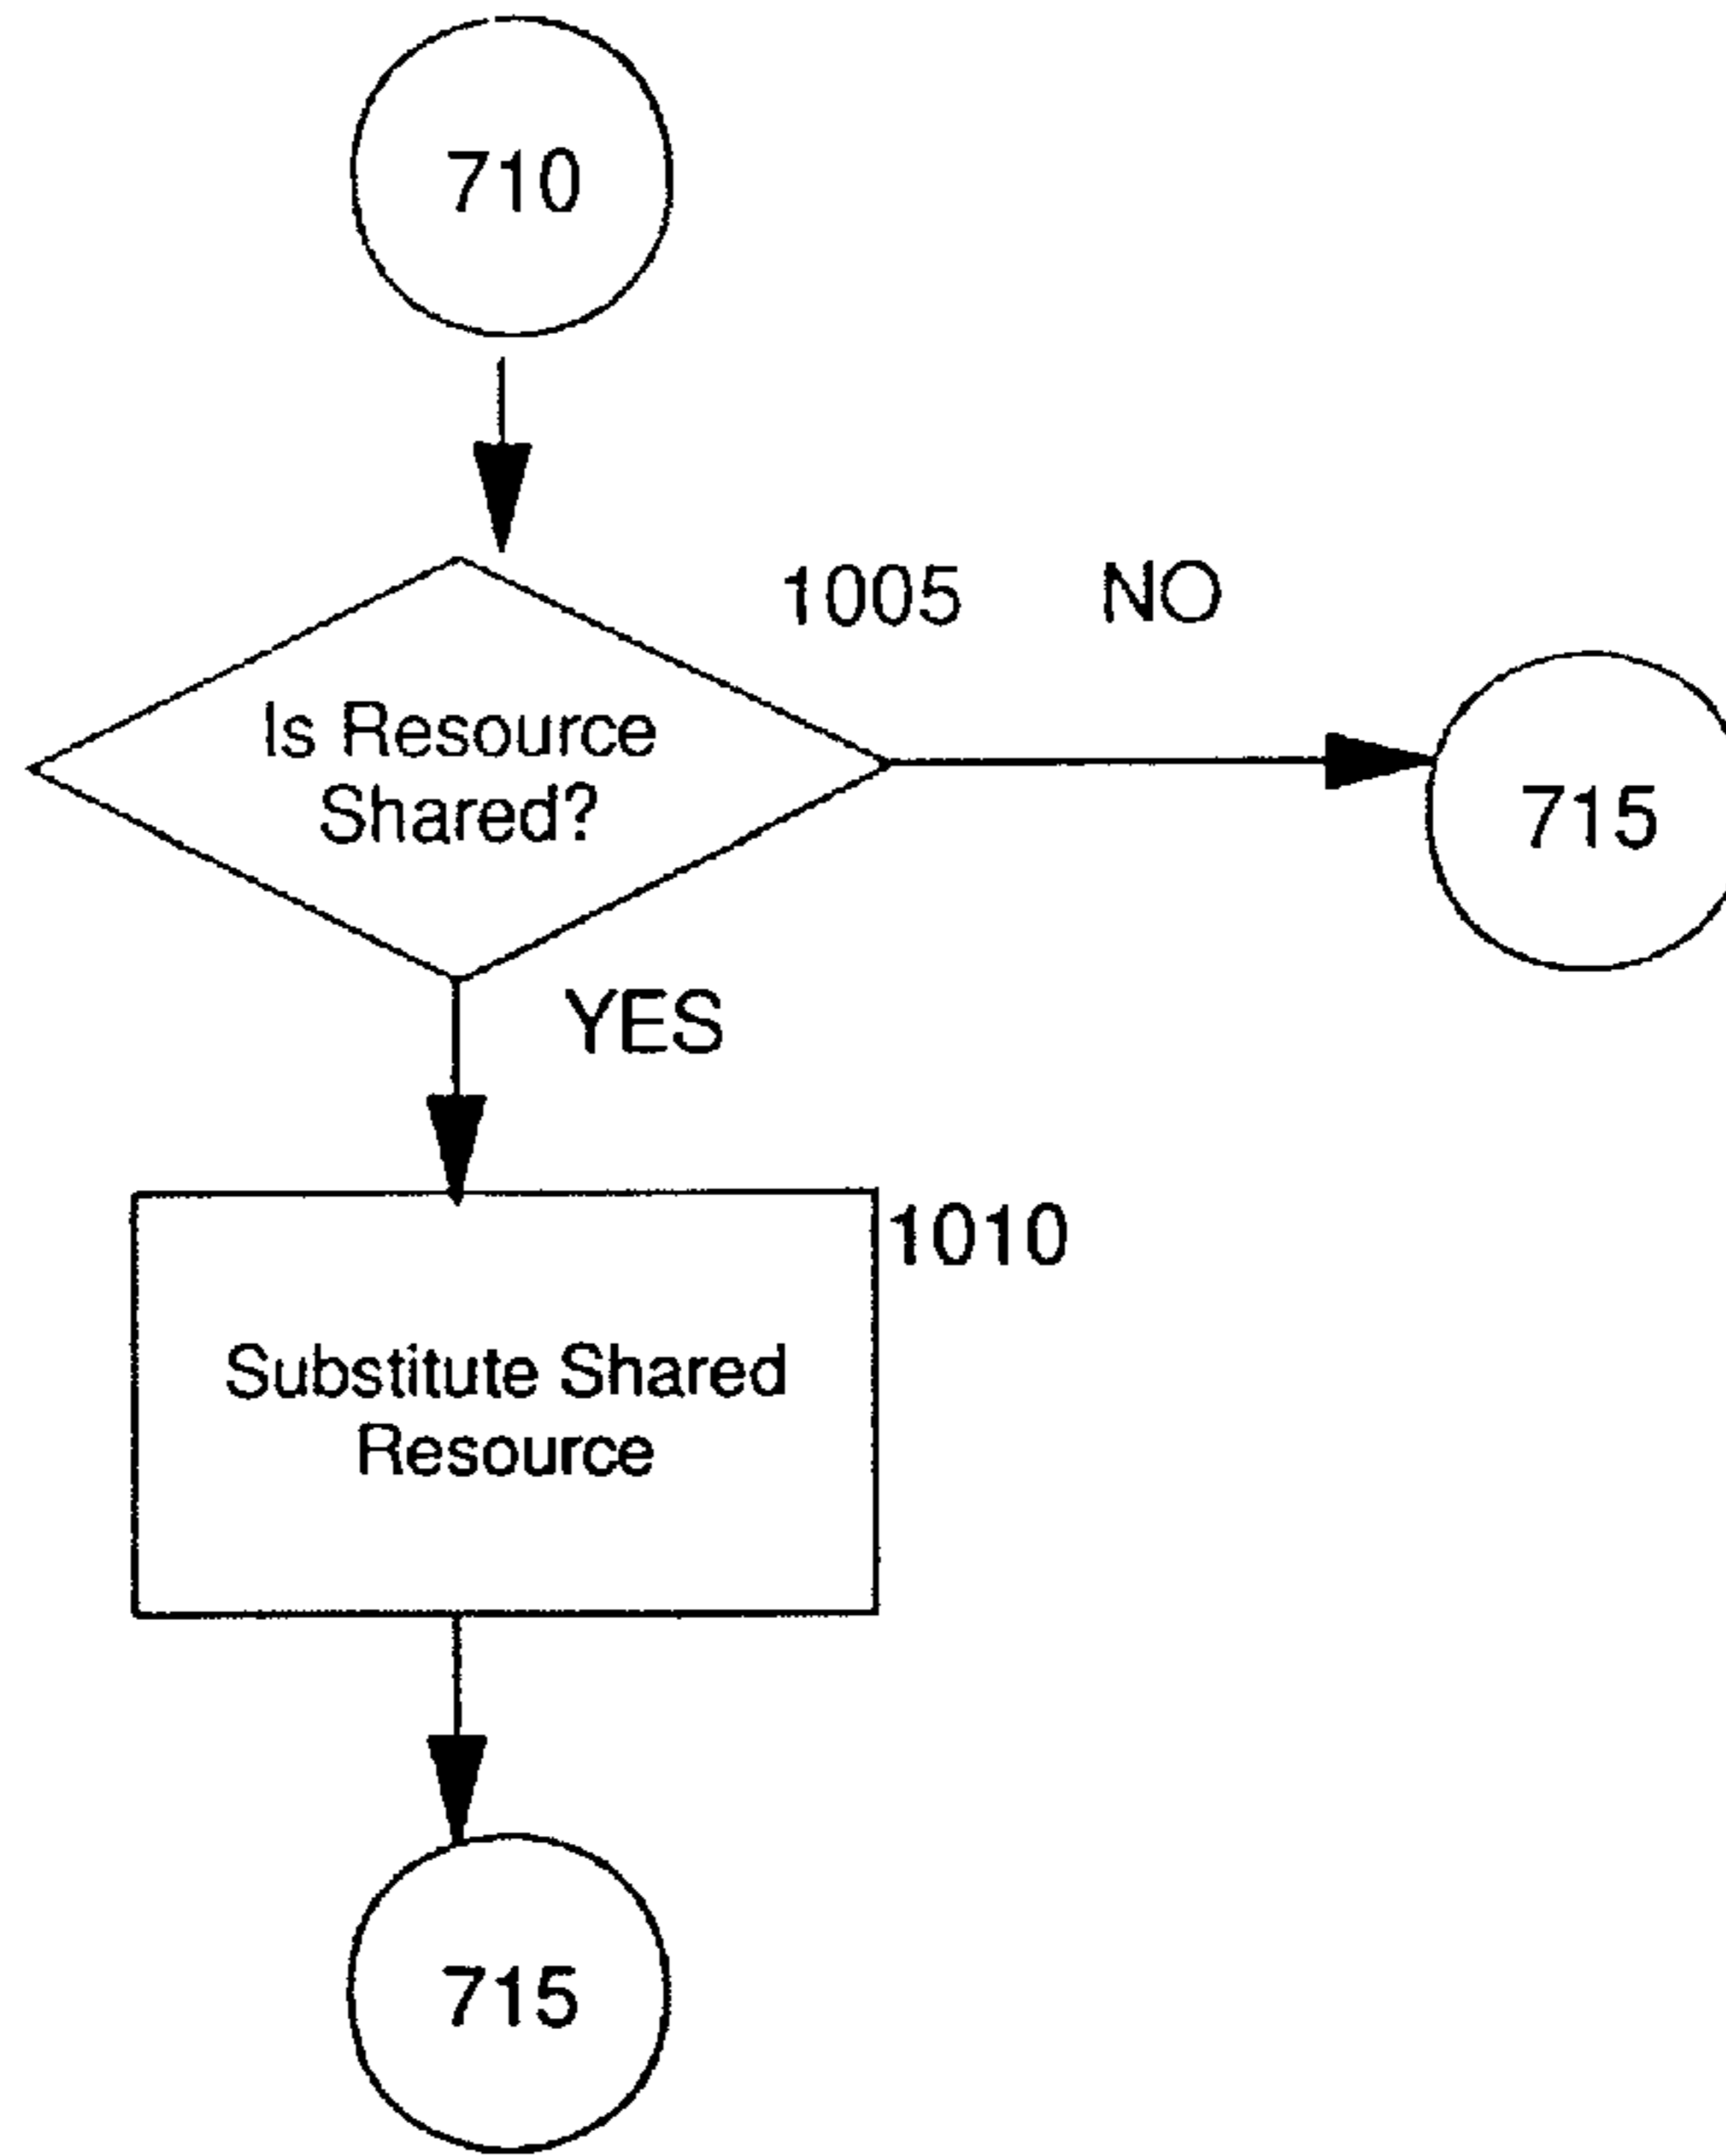 710
1005
NO
Is Resource
Shared?
715
YES
1010
Substitute Shared
Resource
715